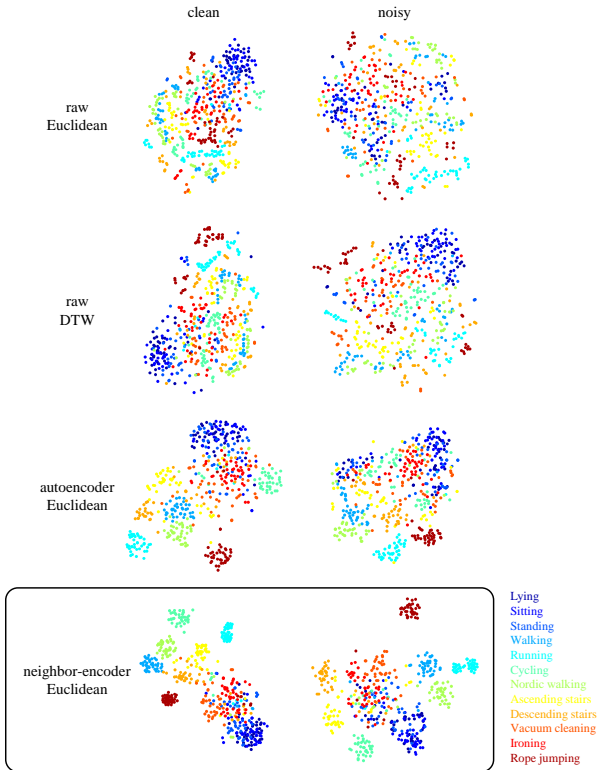 clean
noisy
raw
Euclidean
raw
DTW
autoencoder
Euclidean
neighbor-encoder
Euclidean
Lying
Sitting
Standing
Walking
Ruuning
Cycling
Nordic walking
Ascending stairs
Descending stairs
Vacuum cleaning
Ironing
Rope jumping